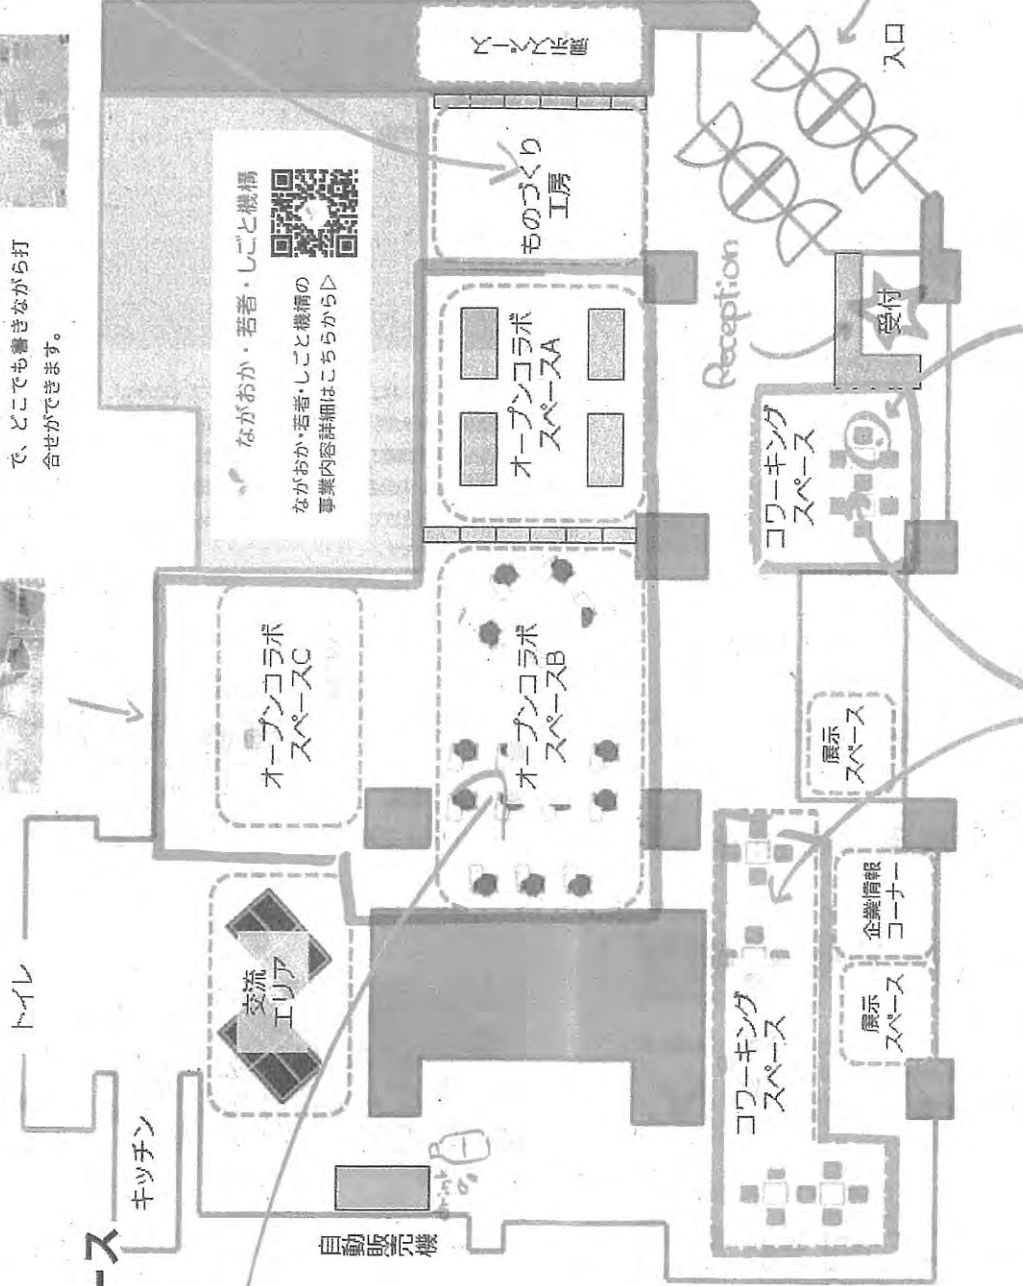 ース
で、どこでも書きながら打
合せができます。
トイレ
キッチン
自動販売機
交流
エリア
オープンコラボ
スペースC
ながおか・若者・しごと機構
ながおか・若者・しごと機構の
事業内容詳細はこちらから▷
オープンコラボ
スペースB
オープンコラボ
スペースA
ものづくり
工房
展示スペース
コワーキング
スペース
展示
スペース
企業情報
コーナー
展示
スペース
コワーキング
スペース
Reception
受付
入口